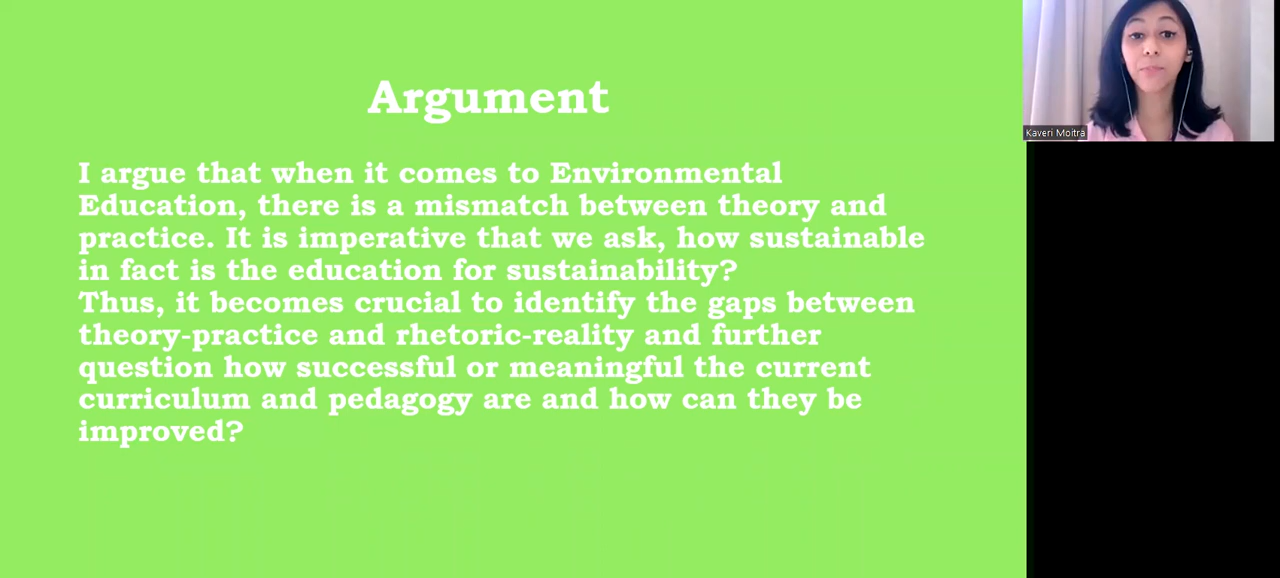 Argument
I argue that when it comes to Environmental
Education, there is a mismatch between theory and
practice. It is imperative that we ask, how sustainable
in fact is the education for sustainability?
Thus, it becomes crucial to identify the gaps between
theory-practice and rhetoric-reality and further
question how successful or meaningful the current
curriculum and pedagogy are and how can they be
improved?
Kaveri Moitra